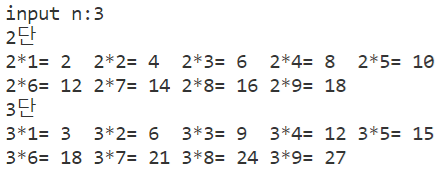 input n:3
2단
2*1= 2  2*2= 4  2*3= 6  2*4= 8  2*5= 10
2*6= 12 2*7= 14 2*8= 16 2*9= 18
3단
3*1= 3  3*2= 6  3*3= 9  3*4= 12 3*5= 15
3*6= 18 3*7= 21 3*8= 24 3*9= 27